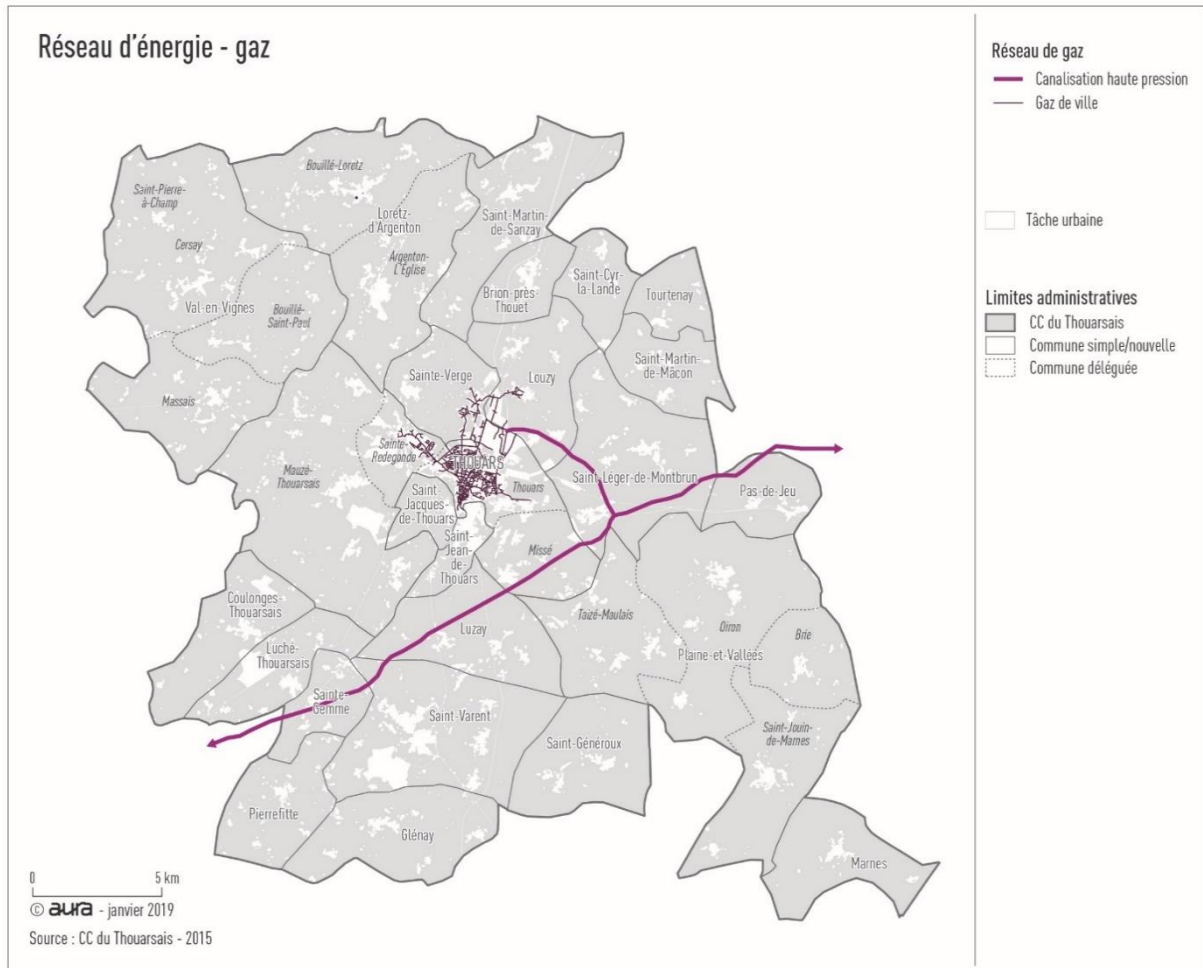 Réseau d'énergie - gaz
Réseau de gaz
Canalisation haute pression
Gaz de ville
Tâche urbaine
Limites administratives
CC du Thouarsais
Commune simple/nouvelle
Commune déléguée
Bouillé-Loretz
Saint-Pierre-
à-Champ
Cersay
Loretz-
d'Argenton
Argenton-
L'Église
Saint-Martin-
de-Sanzay
Saint-Cyr-
la-Lande
Brion-près-
Thouet
Tourtenay
Val-en-Vignes
Bouillé-
Saint-Paul
Saint-Martin-
de-Mâcon
Sainte-Verge
Louzy
Massais
Sainte-
Redegonde
THOUARS
Mauzé-
Thouarsais
Saint-Léger-de-Montbrun
Thouars
Pas-de-Jeu
Saint-
Jacques-
de-Thouars
Saint-
Jean-
de-
Thouars
Missé
Coulonges-
Thouarsais
Taizé-Maulais
Oiron
Brie
Luzay
Luché-
Thouarsais
Plaine-et-Vallées
Sainte-
Gemme
Saint-Varent
Saint-Jouin-
de-Marnes
Saint-Généroux
Pierrefitte
Glénay
Marnes
0 5 km
© aura - janvier 2019
Source : CC du Thouarsais - 2015